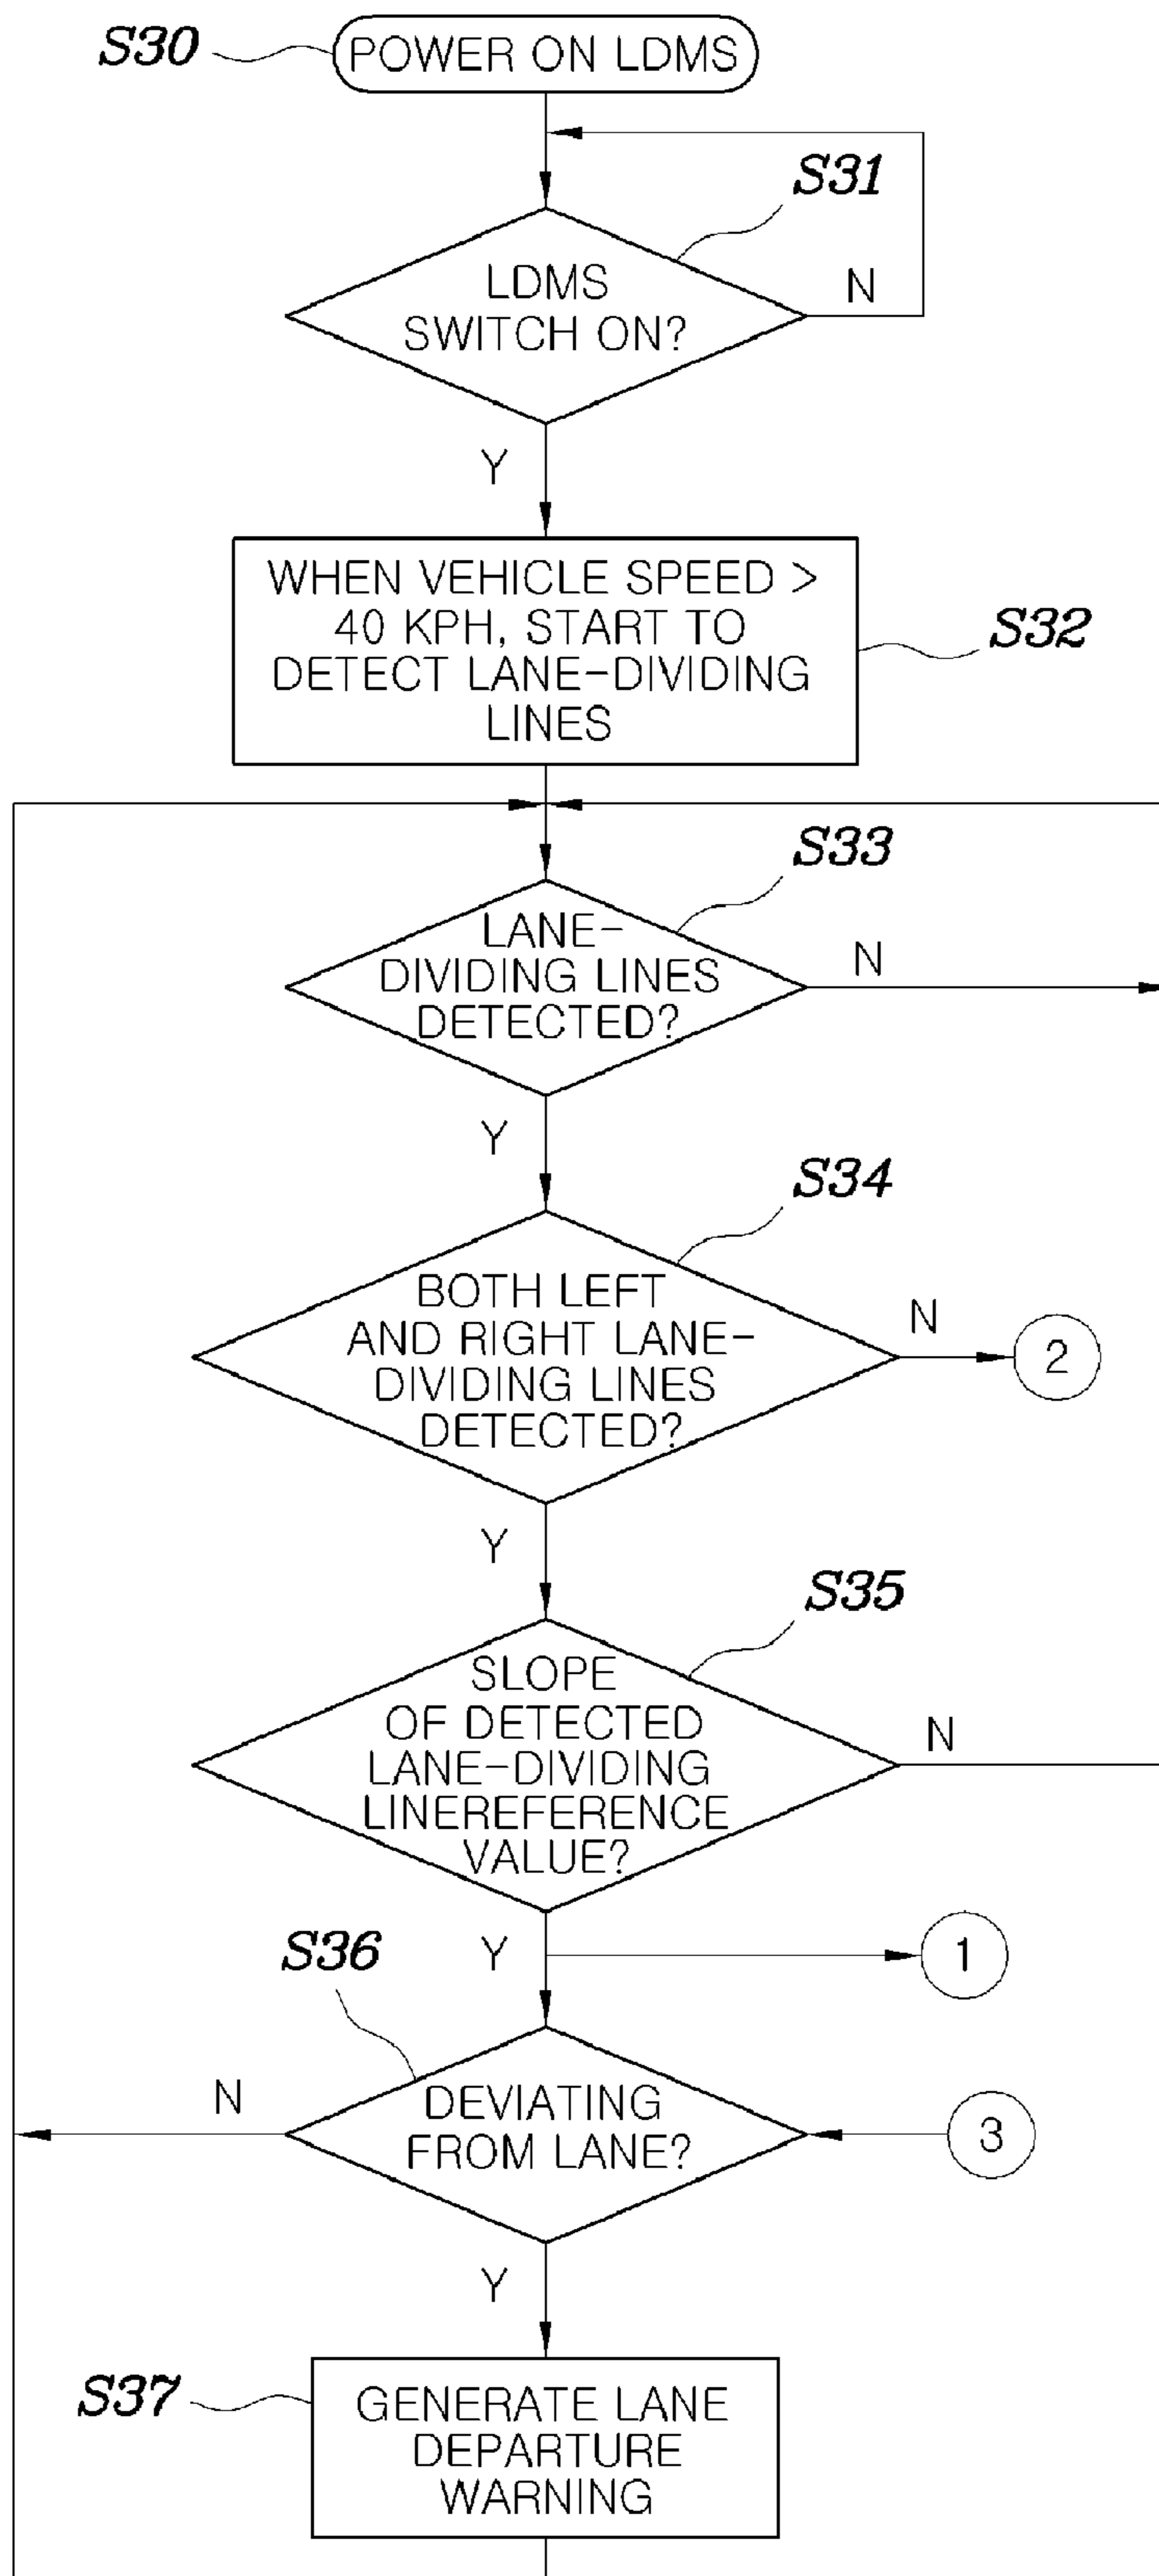 S30
POWER ON LDMS
S31
LDMS
SWITCH ON?
N
Y
WHEN VEHICLE SPEED >
40 KPH, START TO
DETECT LANE-DIVIDING
LINES
S32
S33
LANE-
DIVIDING LINES
DETECTED?
N
Y
S34
BOTH LEFT
AND RIGHT LANE-
DIVIDING LINES
DETECTED?
N
2
Y
S35
SLOPE
OF DETECTED
LANE-DIVIDING
LINEREFERENCE
VALUE?
N
Y
1
S36
DEVIATING
FROM LANE?
N
3
Y
S37
GENERATE LANE
DEPARTURE
WARNING